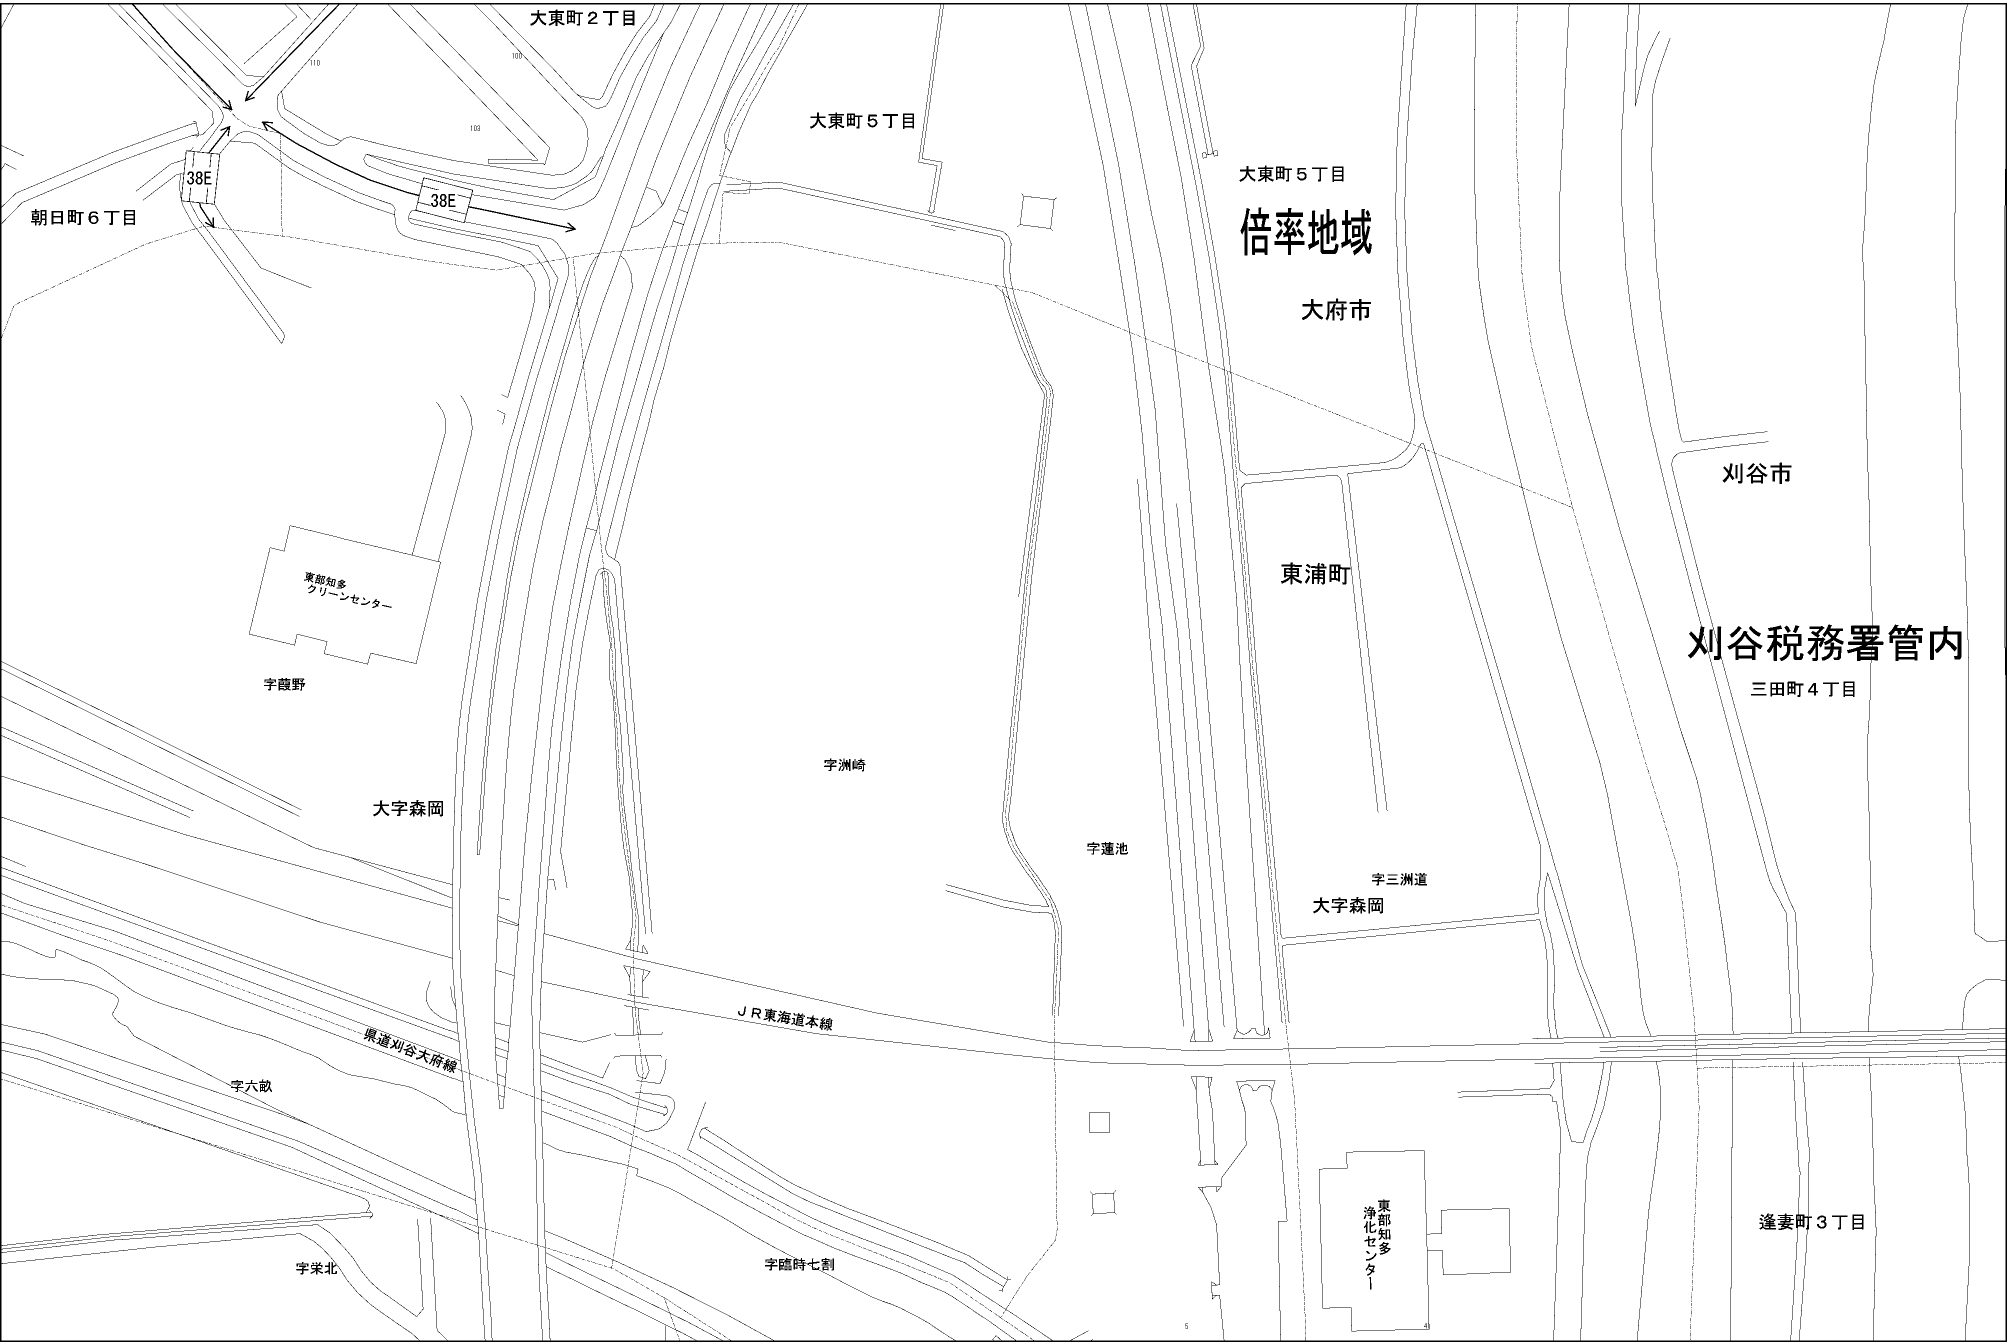 大東町２丁目
110
100
103
大東町５丁目
大東町５丁目
38E
38E
朝日町６丁目
倍率地域
大府市
刈谷市
東部知多
クリーンセンター
東浦町
刈谷税務署管内
三田町４丁目
字葭野
字洲崎
大字森岡
字蓮池
字三洲道
大字森岡
ＪＲ東海道本線
県道刈谷大府線
字六畝
東部知多
浄化センター
逢妻町３丁目
字栄北
字臨時七割
5
41